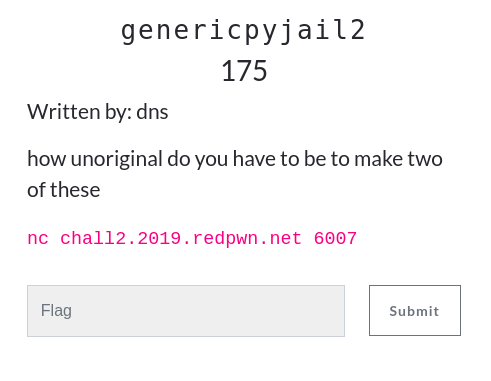 genericpyjail2
175
Written by: dns
how unoriginal do you have to be to make two
of these
nc chall2.2019.redpwn.net 6007
Flag
Submit